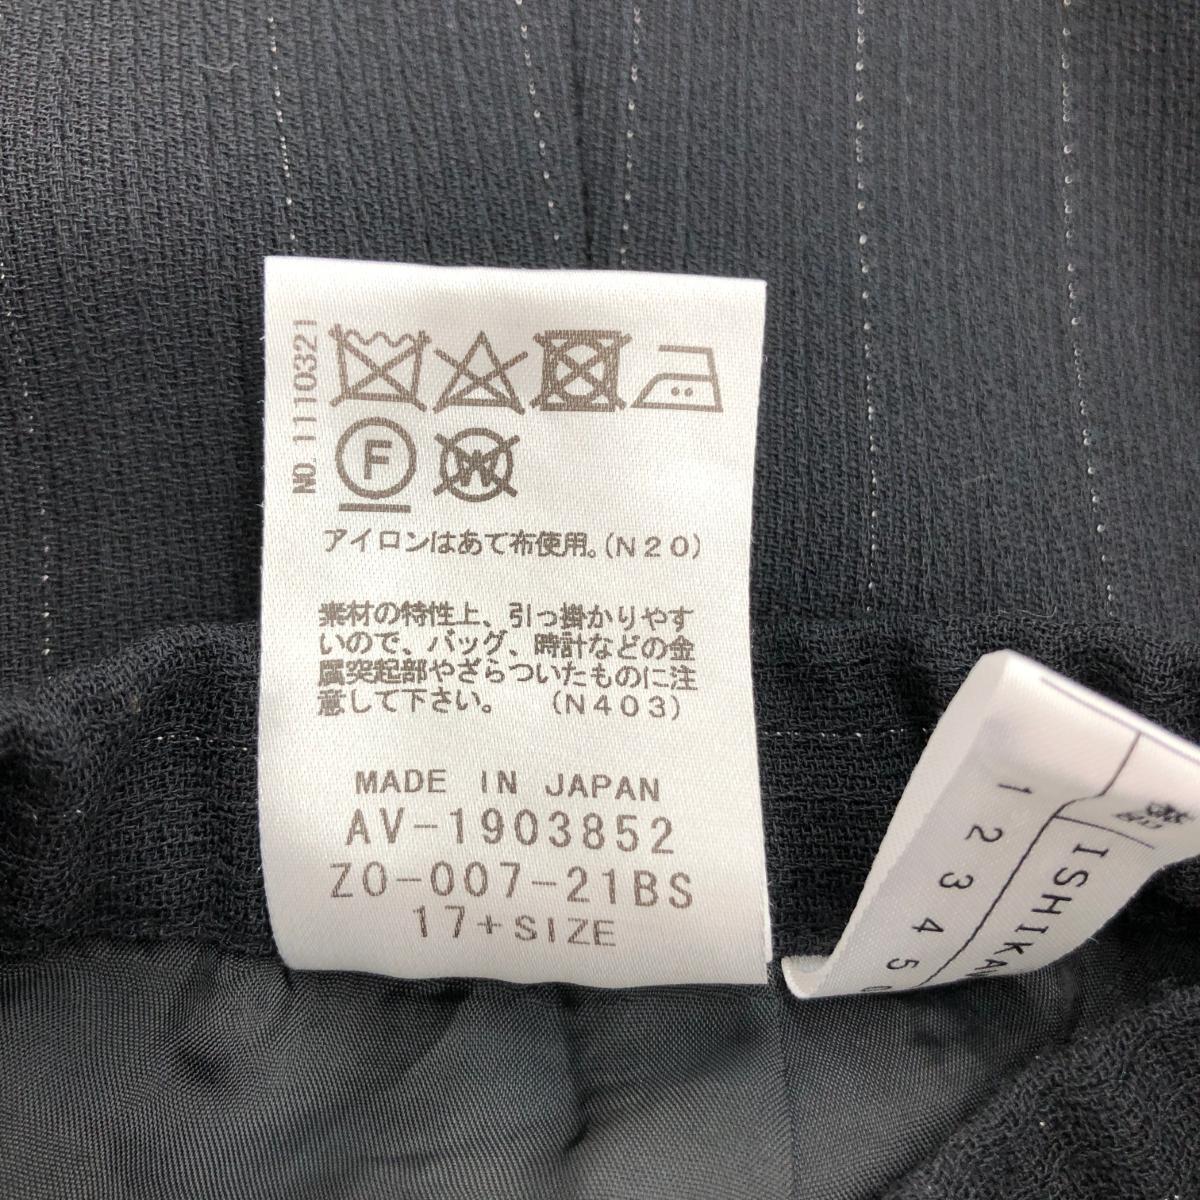 NO.1110321
F
W
アイロンはあて布使用。(N20)
素材の特性上、引っ掛かりやす
いので、バッグ、時計などの金
属突起部やざらついたものに注
意して下さい。 (N403)
MADE IN JAPAN
AV-1903852
Z0-007-21BS
17+SIZE
1 2 3 4 5
ISHIKAW